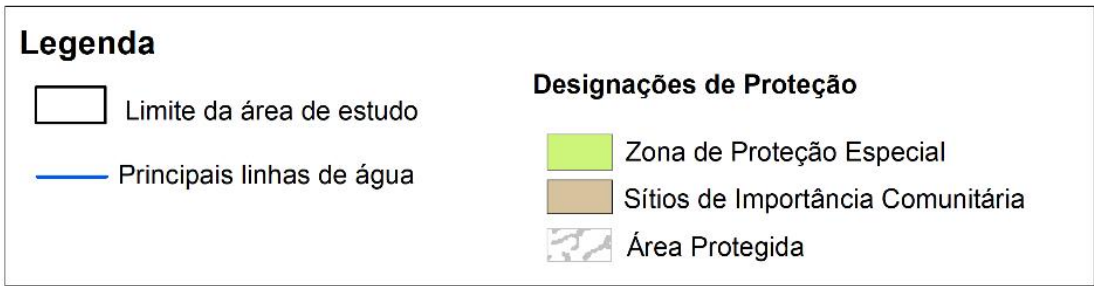 Legenda
Limite da área de estudo
Principais linhas de água
Designações de Proteção
Zona de Proteção Especial
Sítios de Importância Comunitária
Área Protegida